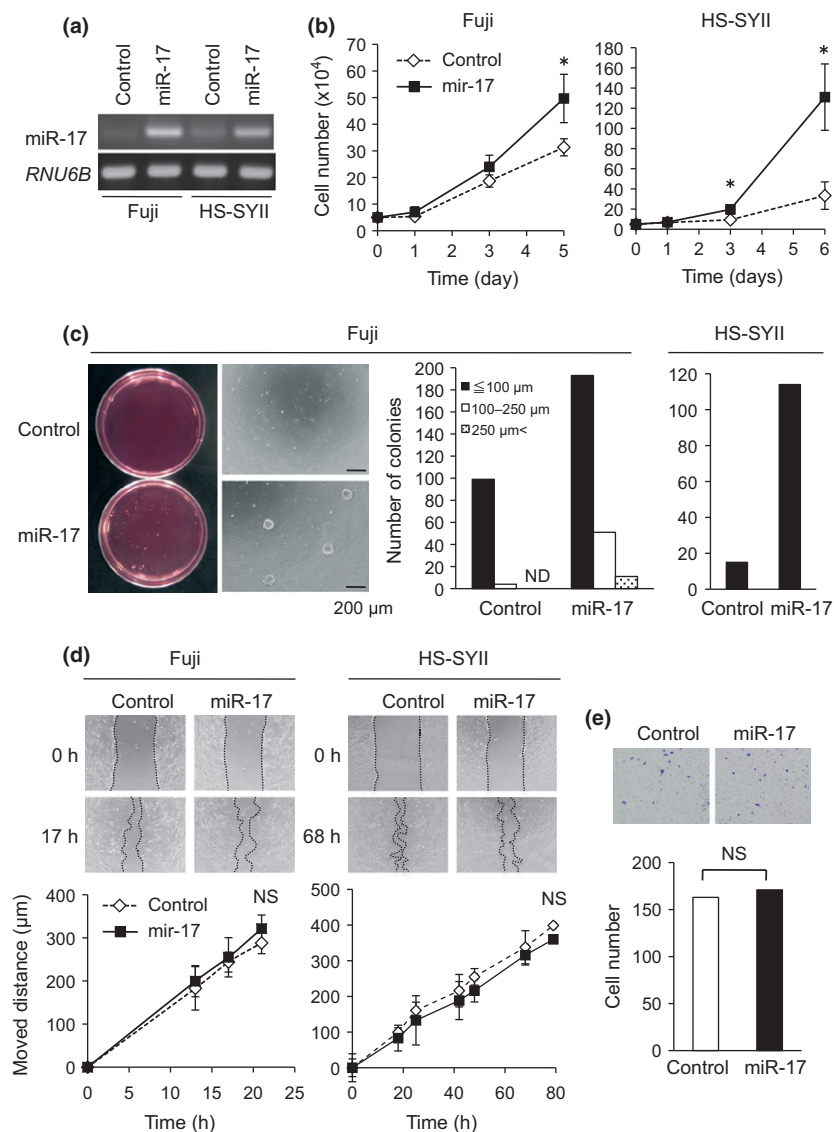 (a)
Control
miR-17
Control
miR-17
miR-17
RNU6B
Fuji
HS-SYII
(b)
Fuji
Cell number (x10⁴)
70
60
50
40
30
20
10
0
Control
mir-17
*
0 1 2 3 4 5
Time (day)
HS-SYII
180
160
140
120
100
80
60
40
20
0
*
*
0 1 2 3 4 5 6
Time (days)
(c)
Fuji
Control
miR-17
200 μm
Number of colonies
200
180
160
140
120
100
80
60
40
20
0
≦100 μm
100–250 μm
250 μm<
ND
Control miR-17
HS-SYII
120
100
80
60
40
20
0
Control miR-17
(d)
Fuji
Control miR-17
0 h
17 h
Moved distance (μm)
400
300
200
100
0
Control
mir-17
NS
0 5 10 15 20 25
Time (h)
HS-SYII
Control miR-17
0 h
68 h
500
400
300
200
100
0
NS
0 20 40 60 80
Time (h)
(e)
Control miR-17
Cell number
200
150
100
50
0
NS
Control miR-17